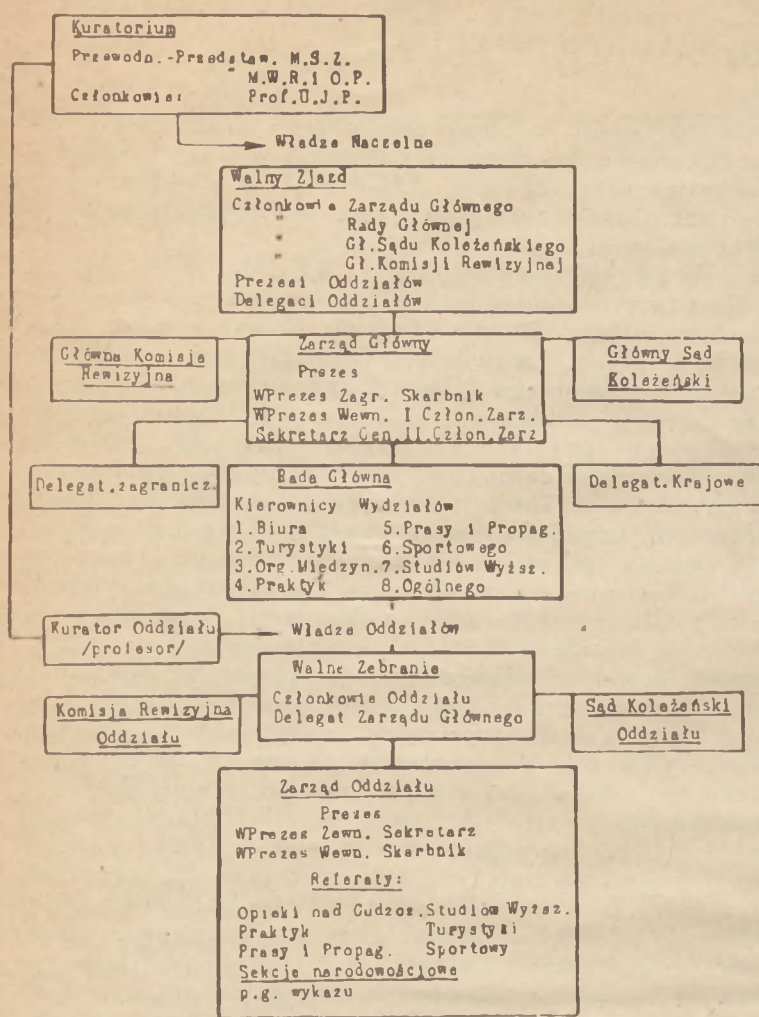 Kuratorium
Przewodn.-Przedstaw. M.S.Z.
" M.W.R.i O.P.
Członkowie: Prof.U.J.P.
Władze Naczelne
Walny Zjazd
Członkowie Zarządu Głównego
" Rady Głównej
" Gł.Sądu Koleżeńskiego
" Gł.Komisji Rewizyjnej
Prezesi Oddziałów
Delegaci Oddziałów
Główna Komisja
Rewizyjna
Zarząd Główny
Prezes
WPrezes Zagr. Skarbnik
WPrezes Wewn. I Człon.Zarz.
Sekretarz Gen.II.Człon.Zarz
Główny Sąd
Koleżeński
Delegat.zagranicz.
Rada Główna
Kierownicy Wydziałów
1.Biura 5.Prasy i Propag.
2.Turystyki 6.Sportowego
3.Org.Międzyn.7.Studiów Wyższ.
4.Praktyk 8.Ogólnego
Delegat.Krajowe
Kurator Oddziału
/profesor/
Władze Oddziałów
Walne Zebranie
Członkowie Oddziału
Delegat Zarządu Głównego
Komisja Rewizyjna
Oddziału
Sąd Koleżeński
Oddziału
Zarząd Oddziału
Prezes
WPrezes Zewn. Sekretarz
WPrezes Wewn. Skarbnik
Referaty:
Opieki nad Cudzoz.Studiow Wyższ.
Praktyk Turystyki
Prasy i Propag. Sportowy
Sekcje narodowościowe
p.g. wykazu